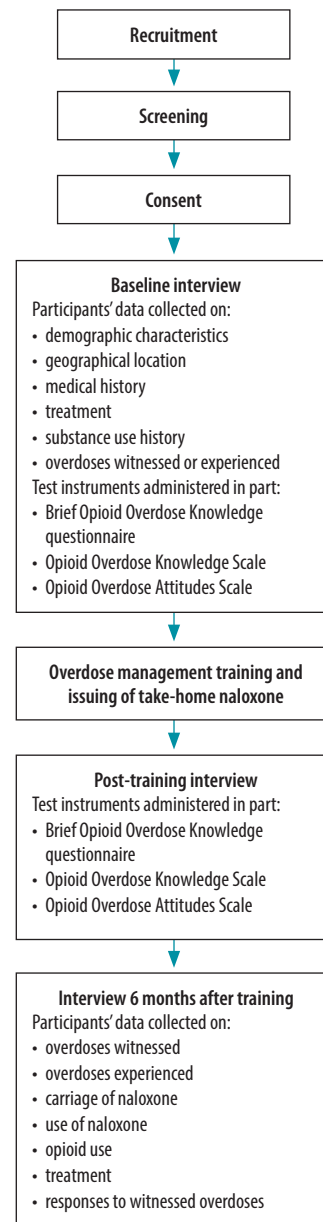 Recruitment
Screening
Consent
Baseline interview
Participants’ data collected on:
• demographic characteristics
• geographical location
• medical history
• treatment
• substance use history
• overdoses witnessed or experienced
Test instruments administered in part:
• Brief Opioid Overdose Knowledge
questionnaire
• Opioid Overdose Knowledge Scale
• Opioid Overdose Attitudes Scale
Overdose management training and
issuing of take-home naloxone
Post-training interview
Test instruments administered in part:
• Brief Opioid Overdose Knowledge
questionnaire
• Opioid Overdose Knowledge Scale
• Opioid Overdose Attitudes Scale
Interview 6 months after training
Participants’ data collected on:
• overdoses witnessed
• overdoses experienced
• carriage of naloxone
• use of naloxone
• opioid use
• treatment
• responses to witnessed overdoses